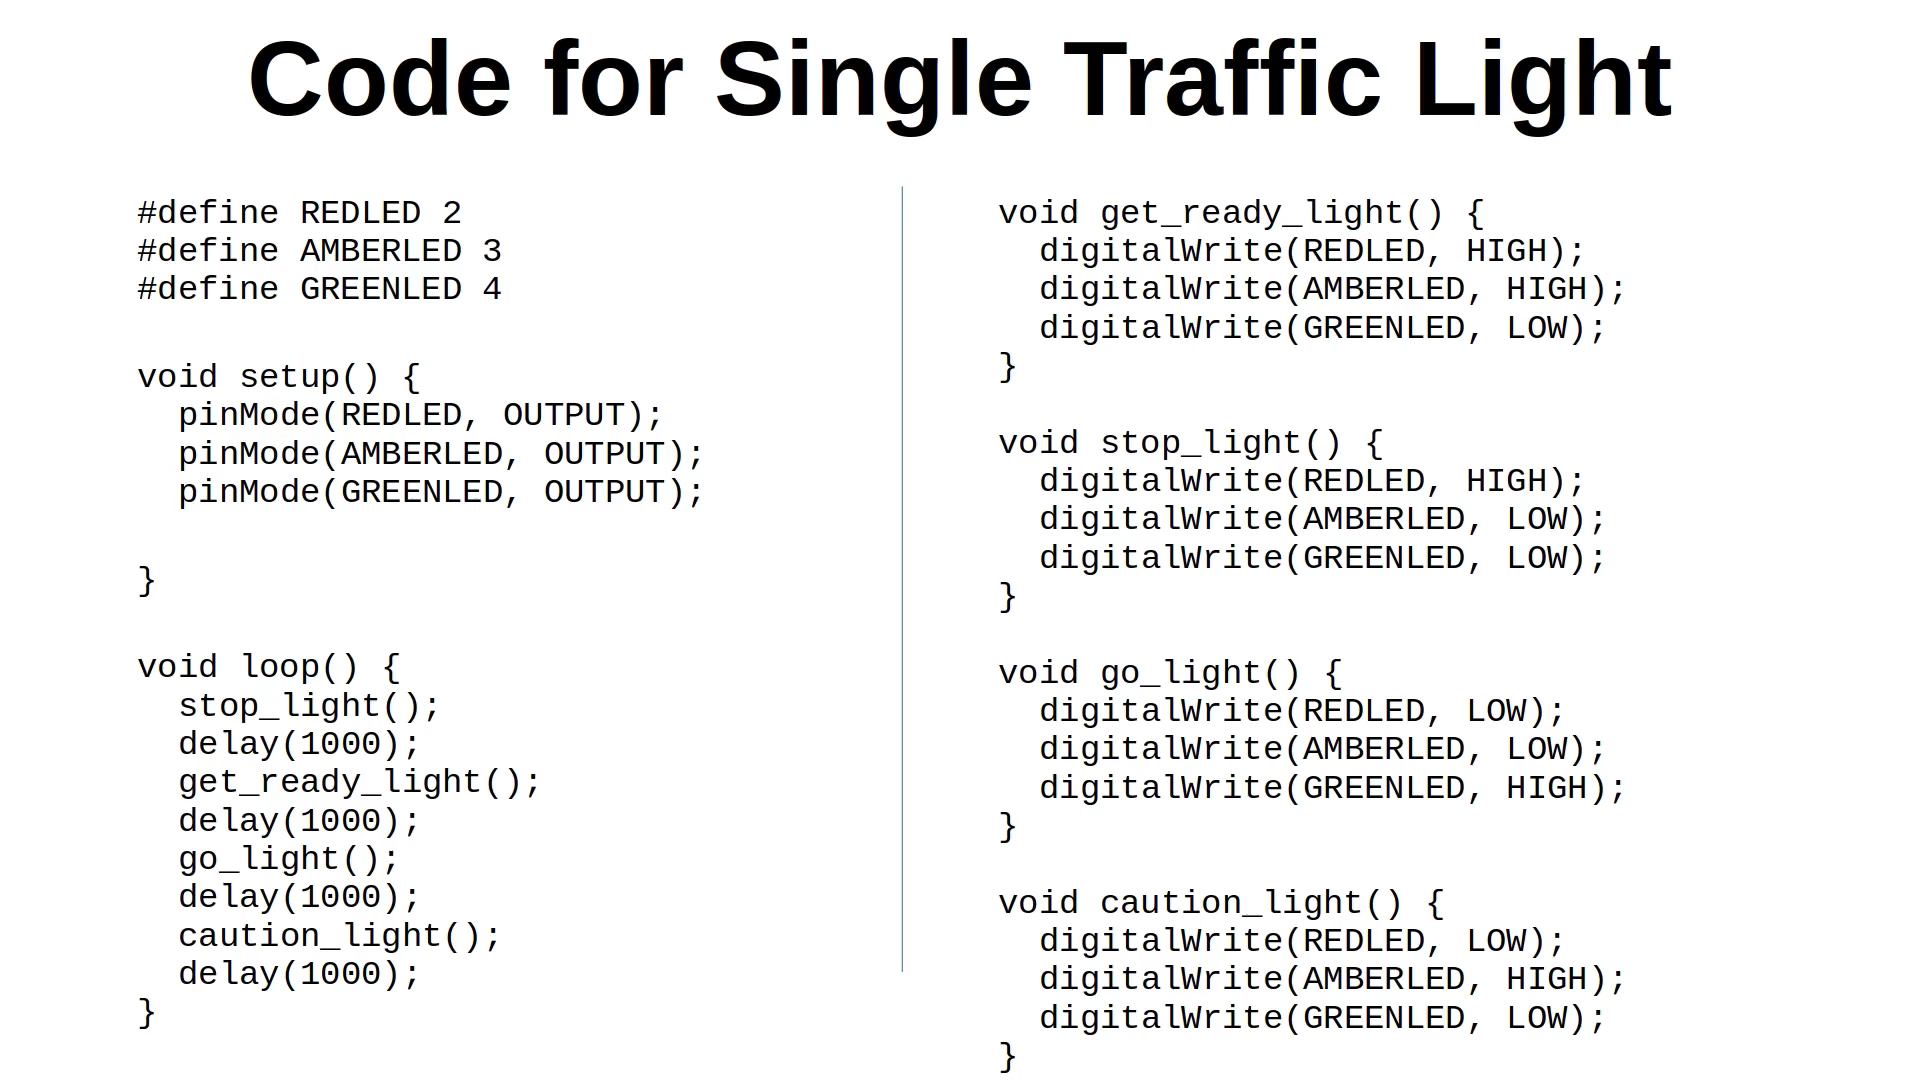 Code for Single Traffic Light
#define REDLED 2
#define AMBERLED 3
#define GREENLED 4
void setup() {
  pinMode(REDLED, OUTPUT);
  pinMode(AMBERLED, OUTPUT);
  pinMode(GREENLED, OUTPUT);
}
void loop() {
  stop_light();
  delay(1000);
  get_ready_light();
  delay(1000);
  go_light();
  delay(1000);
  caution_light();
  delay(1000);
}
void get_ready_light() {
  digitalWrite(REDLED, HIGH);
  digitalWrite(AMBERLED, HIGH);
  digitalWrite(GREENLED, LOW);
}
void stop_light() {
  digitalWrite(REDLED, HIGH);
  digitalWrite(AMBERLED, LOW);
  digitalWrite(GREENLED, LOW);
}
void go_light() {
  digitalWrite(REDLED, LOW);
  digitalWrite(AMBERLED, LOW);
  digitalWrite(GREENLED, HIGH);
}
void caution_light() {
  digitalWrite(REDLED, LOW);
  digitalWrite(AMBERLED, HIGH);
  digitalWrite(GREENLED, LOW);
}